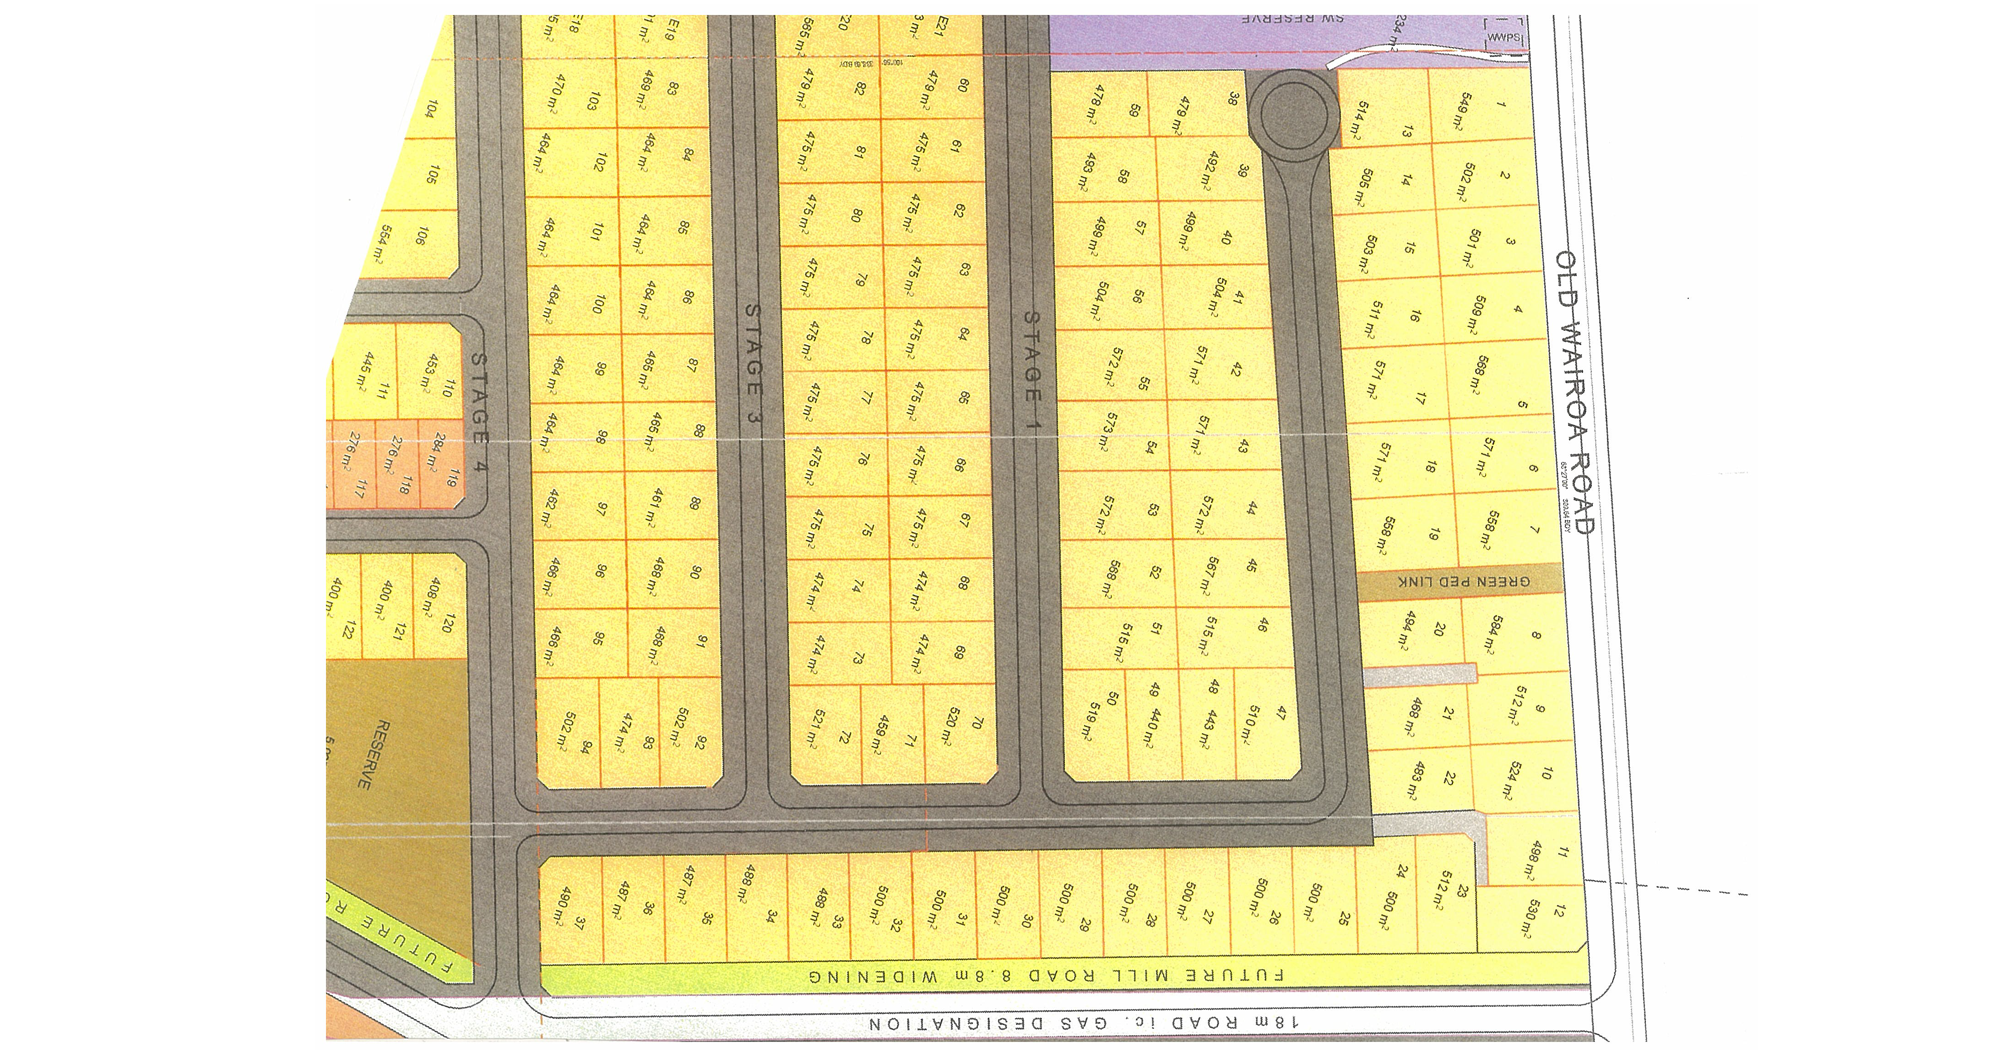 SW RESERVE
WWPS
OLD WAIROA ROAD
STAGE 1
STAGE 3
STAGE 4
GREEN PED LINK
RESERVE
FUTURE MILL ROAD 8.8m WIDENING
18m ROAD ic. GAS DESIGNATION
1 549 m²
2 502 m²
3 501 m²
4 509 m²
5 568 m²
6 571 m²
7 558 m²
8 584 m²
9 512 m²
10 524 m²
11 498 m²
12 530 m²
13 514 m²
14 505 m²
15 503 m²
16 511 m²
17 571 m²
18 571 m²
19 558 m²
20 494 m²
21 468 m²
22 483 m²
23 512 m²
24 500 m²
25 500 m²
26 500 m²
27 500 m²
28 500 m²
29 500 m²
30 500 m²
31 500 m²
32 500 m²
33 488 m²
34 488 m²
35 487 m²
36 487 m²
37 490 m²
38 479 m²
39 492 m²
40 499 m²
41 504 m²
42 571 m²
43 571 m²
44 572 m²
45 567 m²
46 515 m²
47 510 m²
48 443 m²
49 440 m²
50 519 m²
51 515 m²
52 568 m²
53 572 m²
54 573 m²
55 572 m²
56 504 m²
57 499 m²
58 493 m²
59 478 m²
60 479 m²
61 475 m²
62 475 m²
63 475 m²
64 475 m²
65 475 m²
66 475 m²
67 475 m²
68 474 m²
69 474 m²
70 520 m²
71 459 m²
72 521 m²
73 474 m²
74 474 m²
75 475 m²
76 475 m²
77 475 m²
78 475 m²
79 475 m²
80 475 m²
81 475 m²
82 479 m²
83 469 m²
84 464 m²
85 464 m²
86 464 m²
87 465 m²
88 465 m²
89 461 m²
90 468 m²
91 468 m²
92 502 m²
93 474 m²
94 502 m²
95 466 m²
96 466 m²
97 462 m²
98 464 m²
99 464 m²
100 464 m²
101 464 m²
102 464 m²
103 470 m²
104
105
106 554 m²
110 453 m²
111 445 m²
117 276 m²
118 276 m²
119 284 m²
120 408 m²
121 400 m²
122 400 m²
E18
E19
E21
565 m²
FUTURE